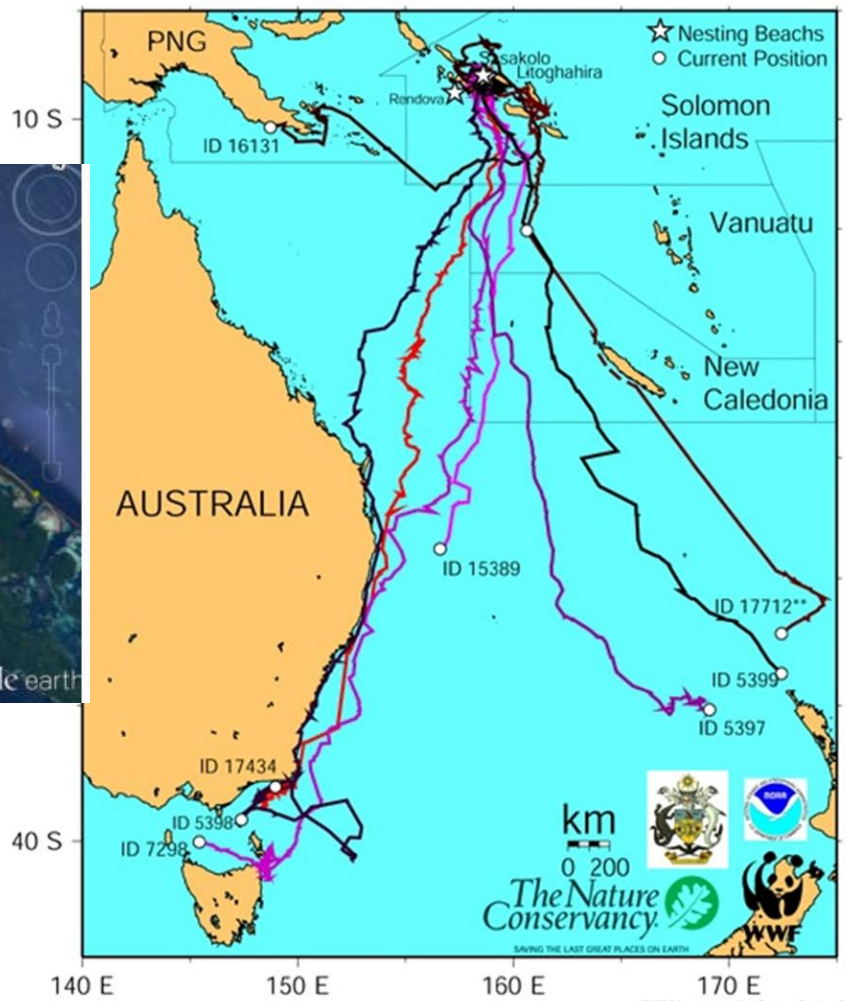 PNG
Nesting Beachs
Current Position
Sasakolo
Litoghahira
Rendova
Solomon
Islands
10 S
ID 16131
Vanuatu
New
Caledonia
AUSTRALIA
ID 15389
ID 17712**
earth
ID 5399
ID 5397
ID 17434
ID 5398
ID 7298
40 S
km
0 200
NOAA
The Nature
Conservancy
SAVING THE LAST GREAT PLACES ON EARTH
WWF
140 E
150 E
160 E
170 E